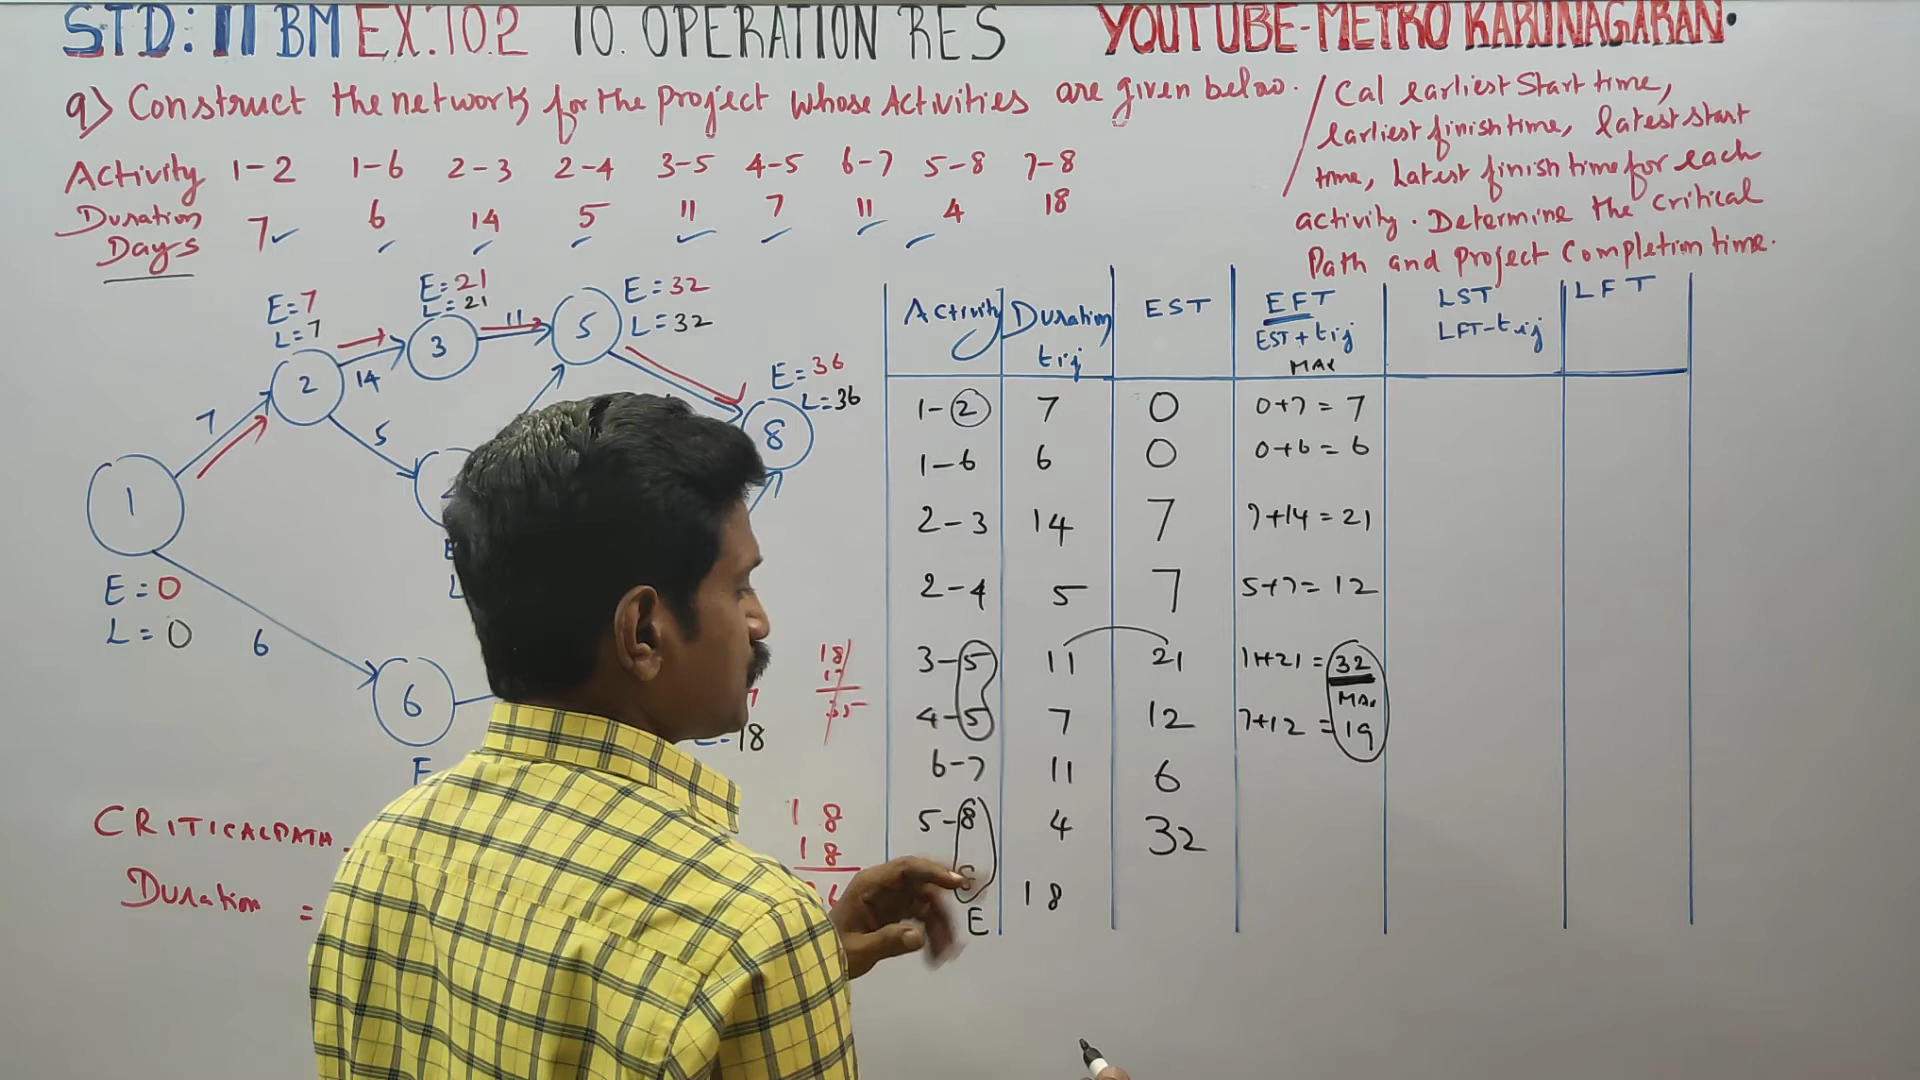 STD: 11 BM EX.10.2 10. OPERATION RES YOUTUBE-METRO KARUNAGARAN.
9) Construct the network for the project whose Activities are given below.
Cal earliest Start time,
earliest finish time, latest start
time, Latest finish time for each
activity. Determine the critical
Path and project Completion time.
Activity 1-2 1-6 2-3 2-4 3-5 4-5 6-7 5-8 7-8
Duration 7 6 14 5 11 7 11 4 18
Days
E=7
L=7
E=21
L=21
E=32
L=32
E=36
L=36
1
2
3
5
8
6
7
14
11
5
6
E=0
L=0
18
CRITICALPATH
Duration =
18
18
Activity Duration tij EST EFT EST+tij MAX LST LFT-tij LFT
1-2 7 0 0+7=7
1-6 6 0 0+6=6
2-3 14 7 7+14=21
2-4 5 7 5+7=12
3-5 11 21 11+21=32
MAX
4-5 7 12 7+12=19
6-7 11 6
5-8 4 32
18
E